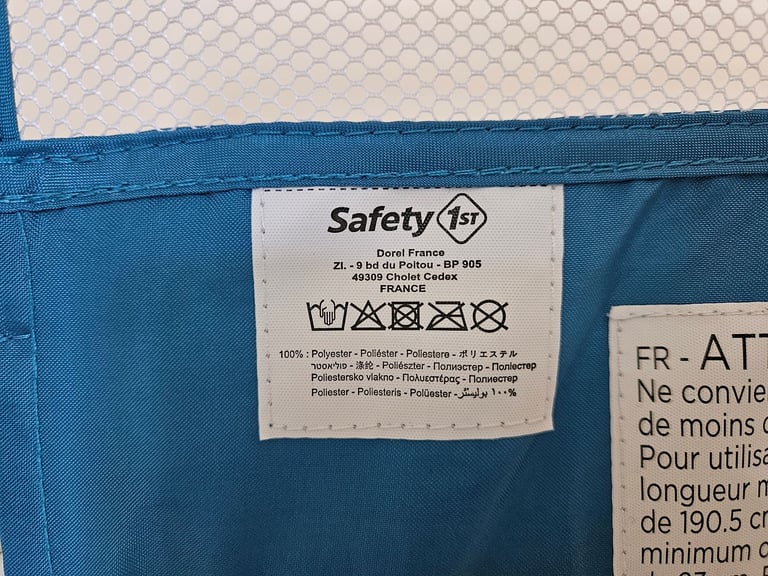 Safety 1ST
Dorel France
ZI. - 9 bd du Poitou - BP 905
49309 Cholet Cedex
FRANCE
100% : Polyester - Poliéster - Poliestere - ポリエステル
פוליאסטר - 涤纶 - Poliészter - Полиэстер - Поліестер
Poliestersko vlakno - Πολυεστέρας - Полиестер
Poliester - Poliesteris - Polüester - بوليستر ١٠٠%
FR - ATT
Ne convie
de moins
Pour utilisa
longueur m
de 190.5 c
minimum